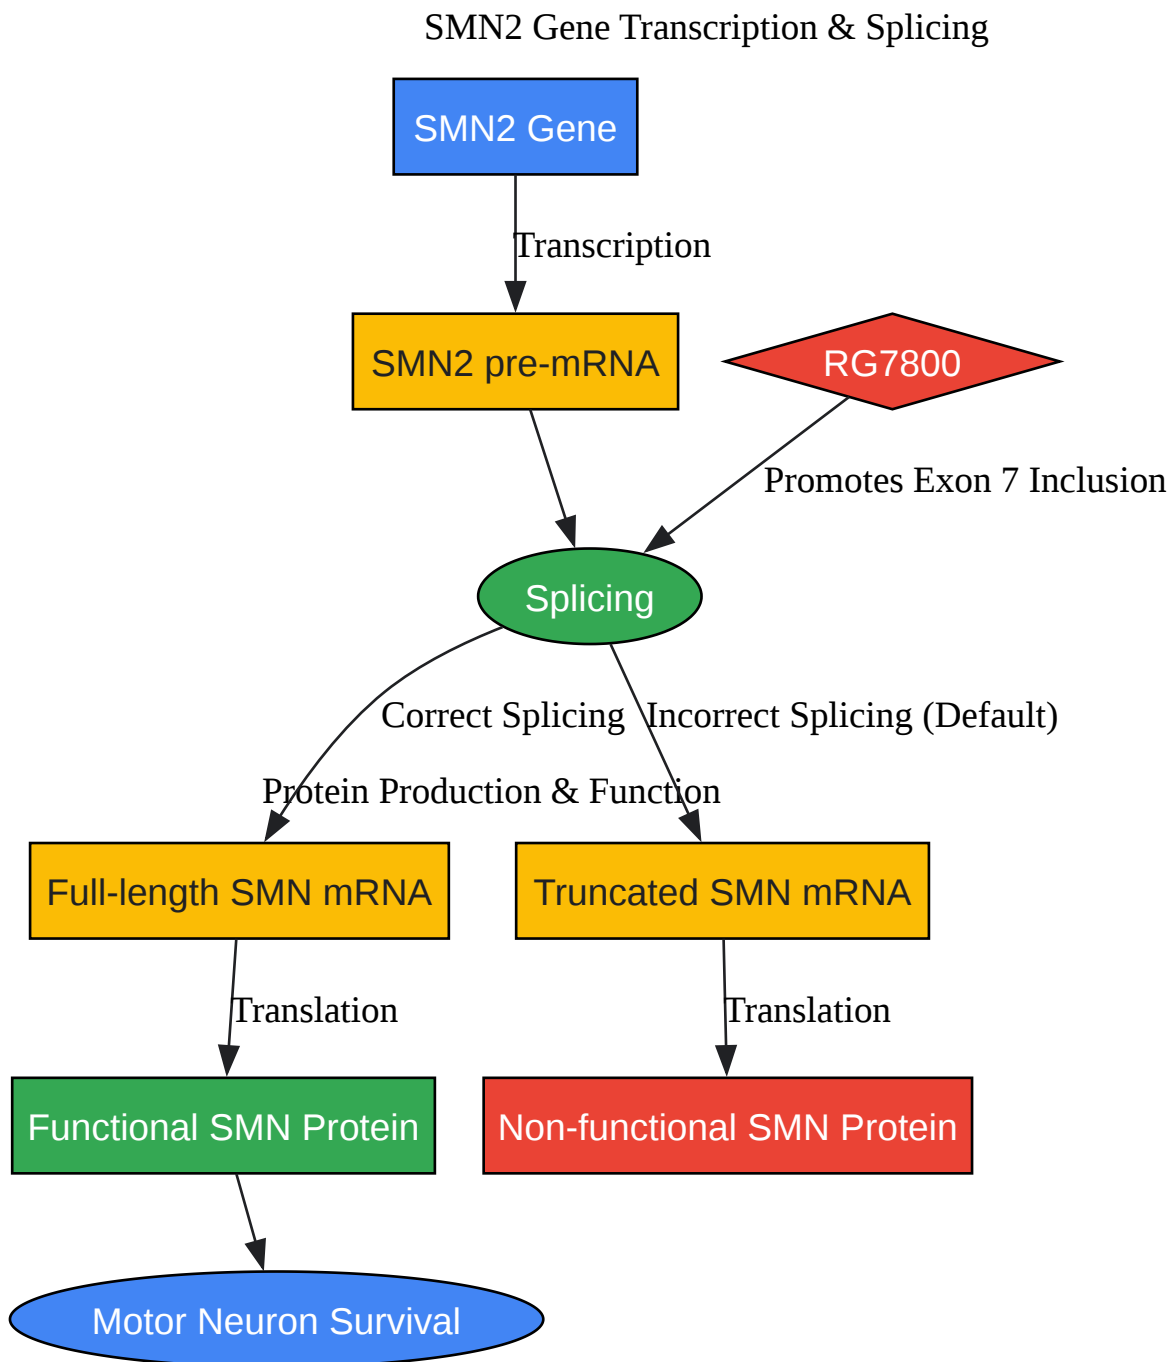 SMN2 Gene Transcription & Splicing
SMN2 Gene
Transcription
SMN2 pre-mRNA
RG7800
Promotes Exon 7 Inclusion
Splicing
Correct Splicing
Incorrect Splicing (Default)
Protein Production & Function
Full-length SMN mRNA
Truncated SMN mRNA
Translation
Translation
Functional SMN Protein
Non-functional SMN Protein
Motor Neuron Survival